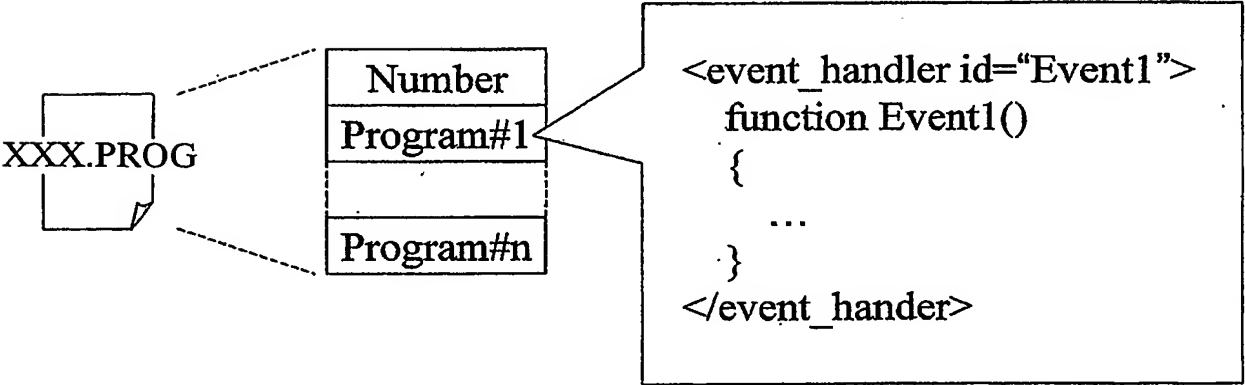 XXX.PROG
Number
Program#1
Program#n
<event_handler id=“Event1”>
function Event1()
{
...
}
</event_hander>